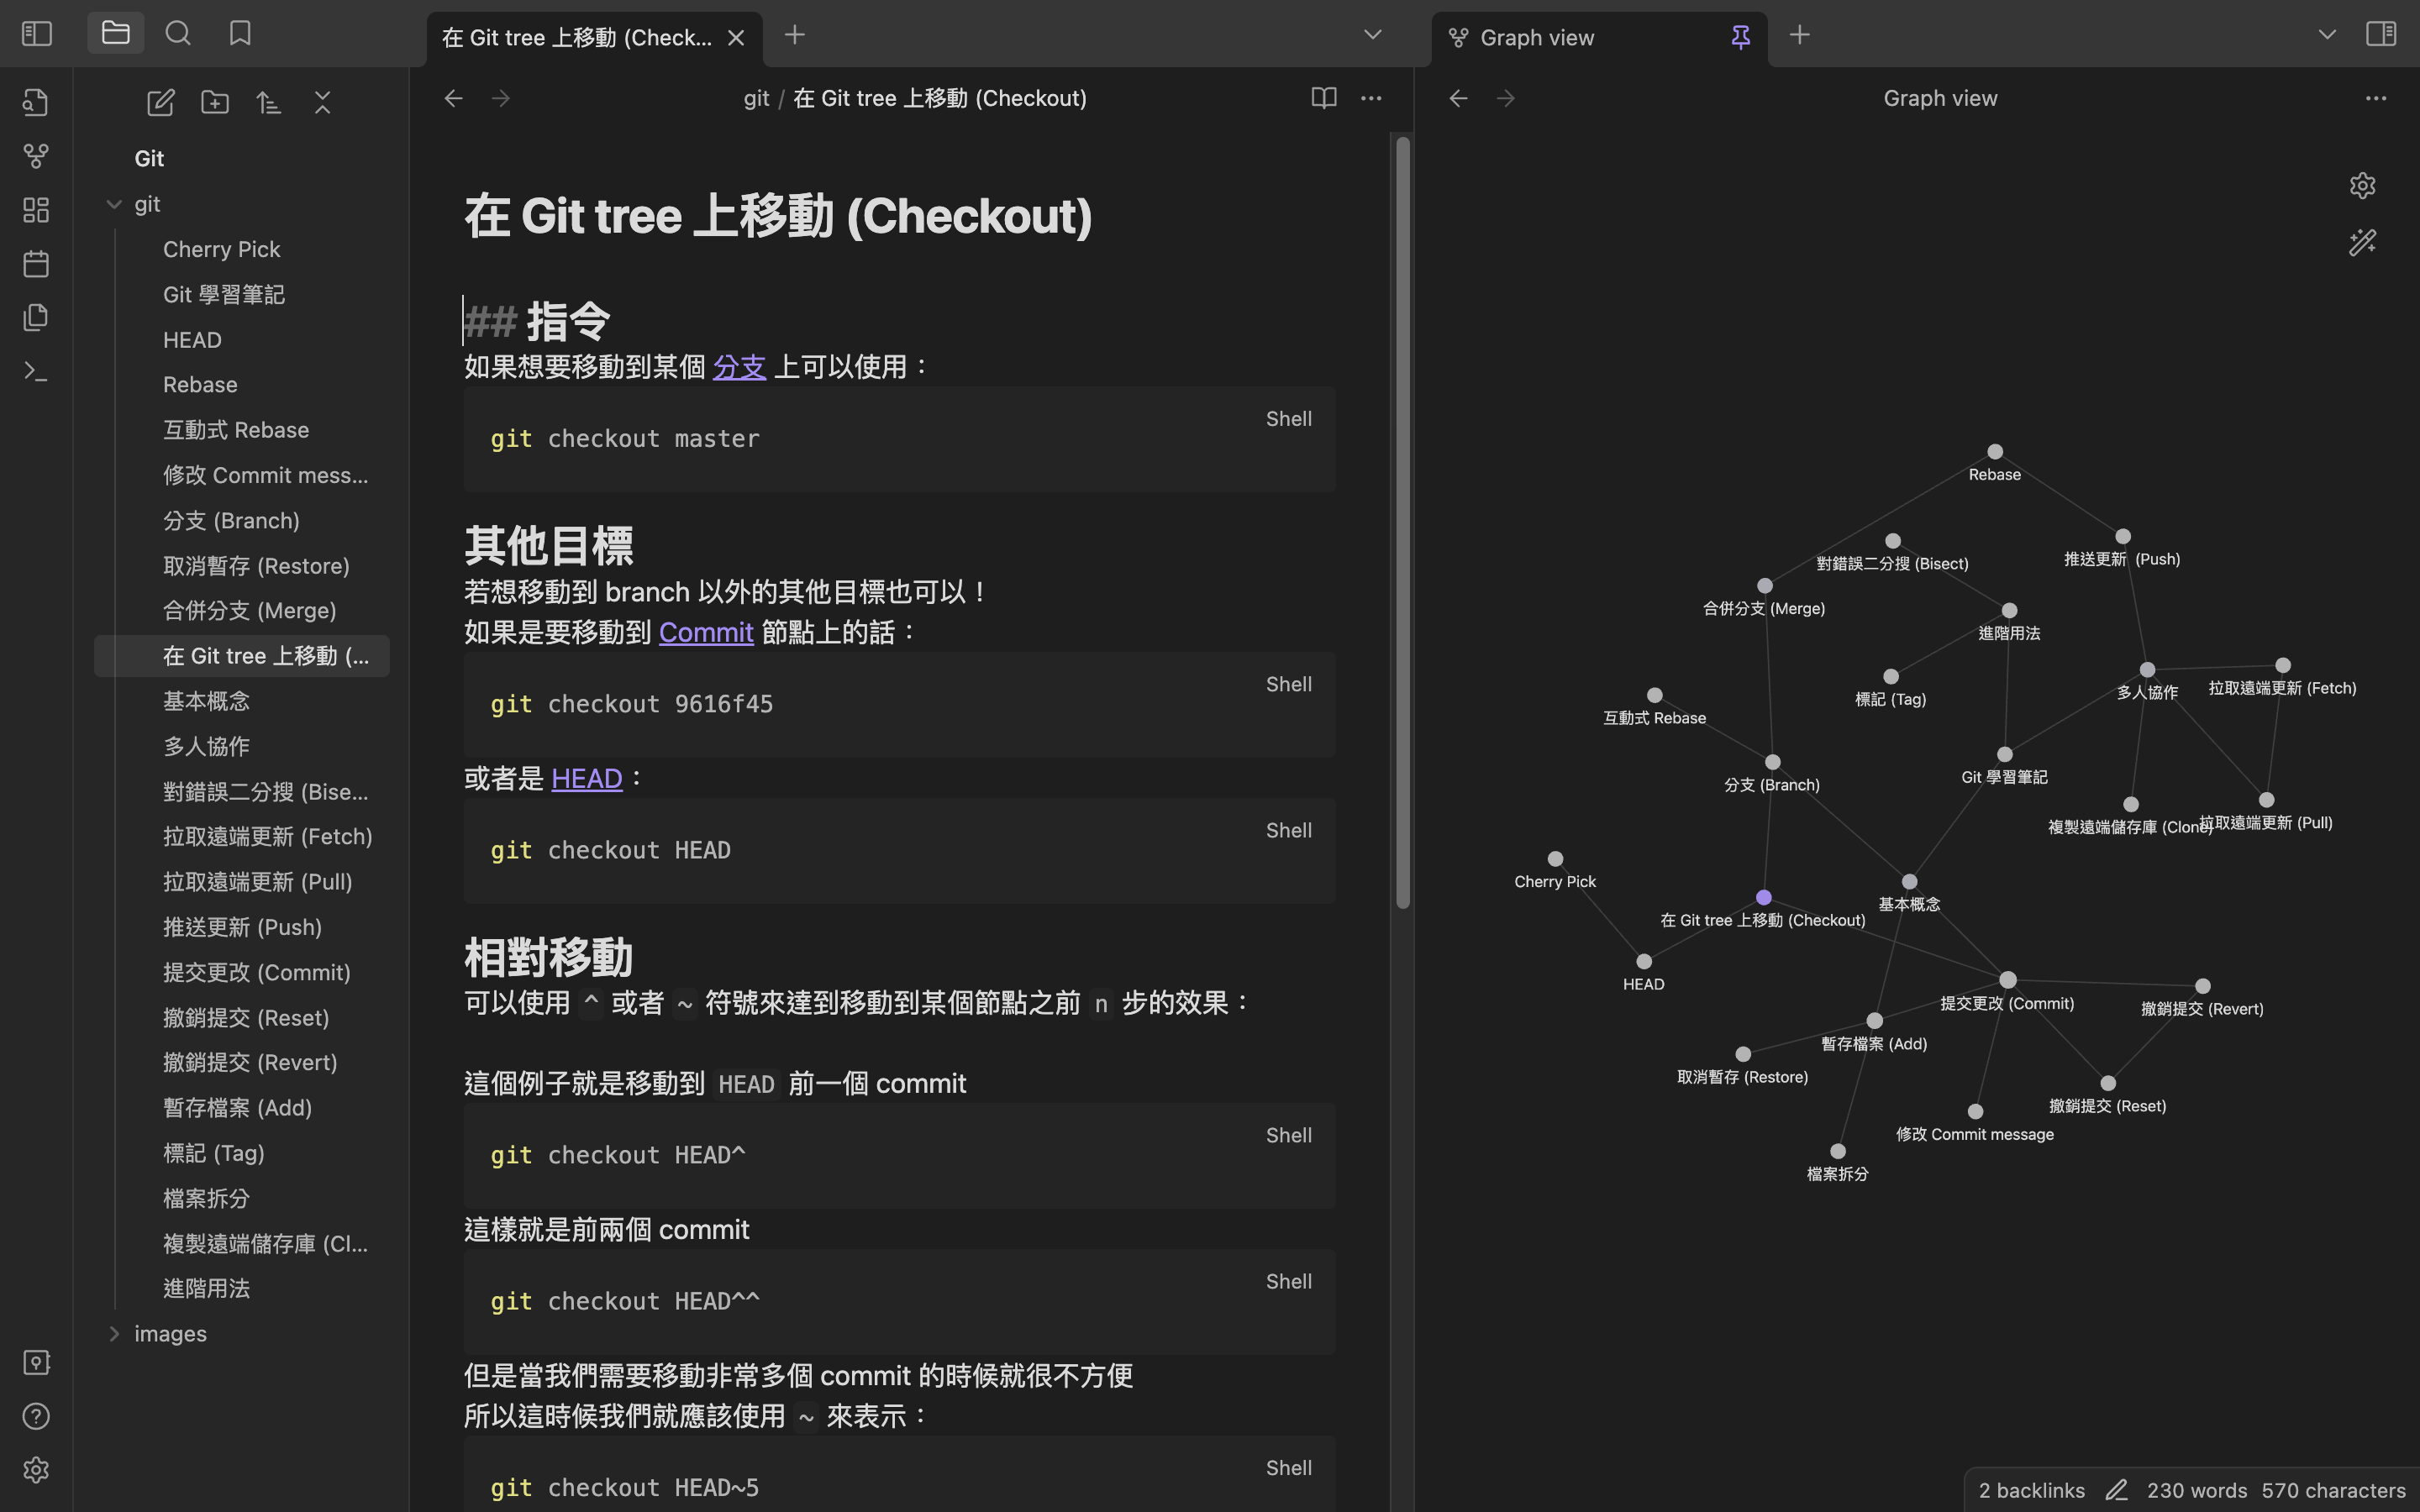 在 Git tree 上移動 (Check...
Graph view
git / 在 Git tree 上移動 (Checkout)
Graph view
Git
git
Cherry Pick
Git 學習筆記
HEAD
Rebase
互動式 Rebase
修改 Commit mess...
分支 (Branch)
取消暫存 (Restore)
合併分支 (Merge)
在 Git tree 上移動 (...
基本概念
多人協作
對錯誤二分搜 (Bise...
拉取遠端更新 (Fetch)
拉取遠端更新 (Pull)
推送更新 (Push)
提交更改 (Commit)
撤銷提交 (Reset)
撤銷提交 (Revert)
暫存檔案 (Add)
標記 (Tag)
檔案拆分
複製遠端儲存庫 (Cl...
進階用法
images
在 Git tree 上移動 (Checkout)
## 指令
如果想要移動到某個 分支 上可以使用：
Shell
git checkout master
其他目標
若想移動到 branch 以外的其他目標也可以！
如果是要移動到 Commit 節點上的話：
Shell
git checkout 9616f45
或者是 HEAD：
Shell
git checkout HEAD
相對移動
可以使用 ^ 或者 ~ 符號來達到移動到某個節點之前 n 步的效果：
這個例子就是移動到 HEAD 前一個 commit
Shell
git checkout HEAD^
這樣就是前兩個 commit
Shell
git checkout HEAD^^
但是當我們需要移動非常多個 commit 的時候就很不方便
所以這時候我們就應該使用 ~ 來表示：
Shell
git checkout HEAD~5
Rebase
對錯誤二分搜 (Bisect)
推送更新 (Push)
合併分支 (Merge)
進階用法
標記 (Tag)
多人協作
拉取遠端更新 (Fetch)
互動式 Rebase
分支 (Branch)
Git 學習筆記
複製遠端儲存庫 (Clone)
拉取遠端更新 (Pull)
Cherry Pick
基本概念
在 Git tree 上移動 (Checkout)
HEAD
提交更改 (Commit)
撤銷提交 (Revert)
暫存檔案 (Add)
取消暫存 (Restore)
撤銷提交 (Reset)
修改 Commit message
檔案拆分
2 backlinks 230 words 570 characters